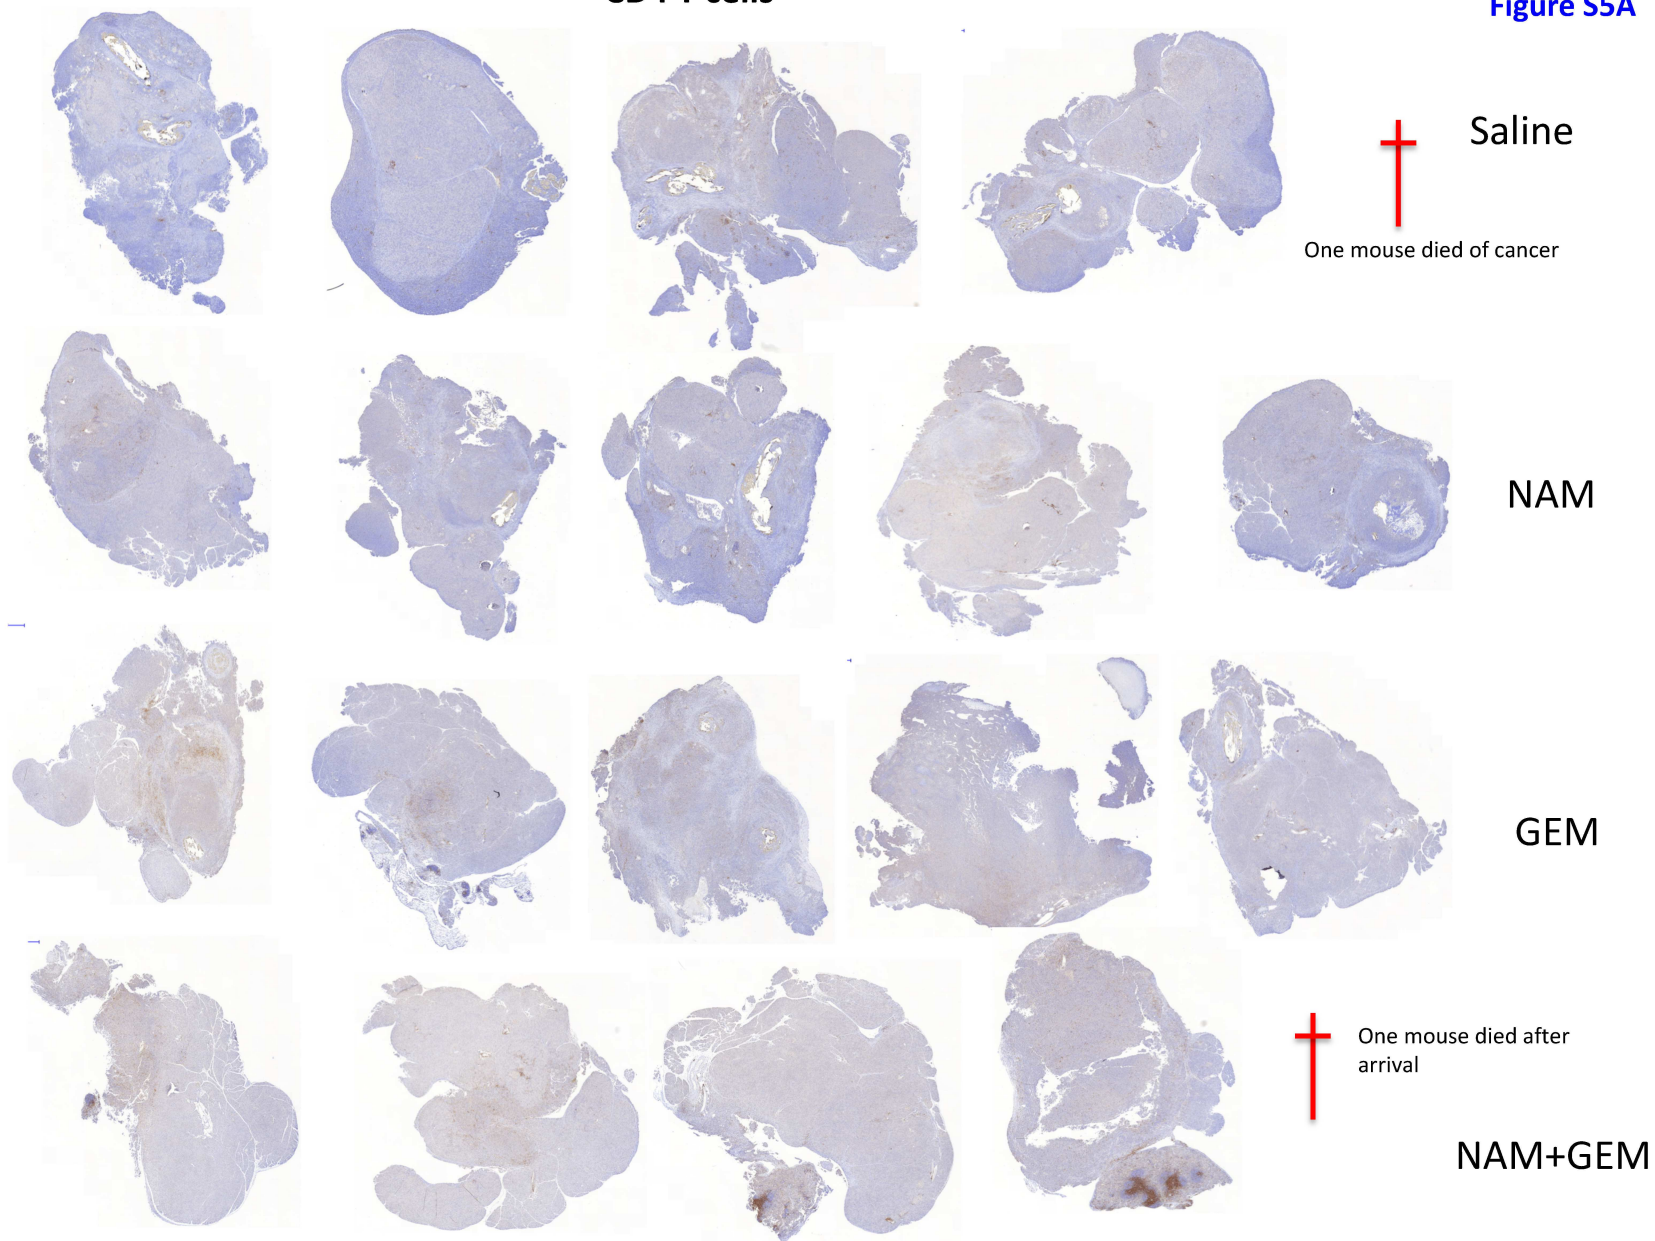 Figure S5A
Saline
One mouse died of cancer
NAM
GEM
One mouse died after
arrival
NAM+GEM